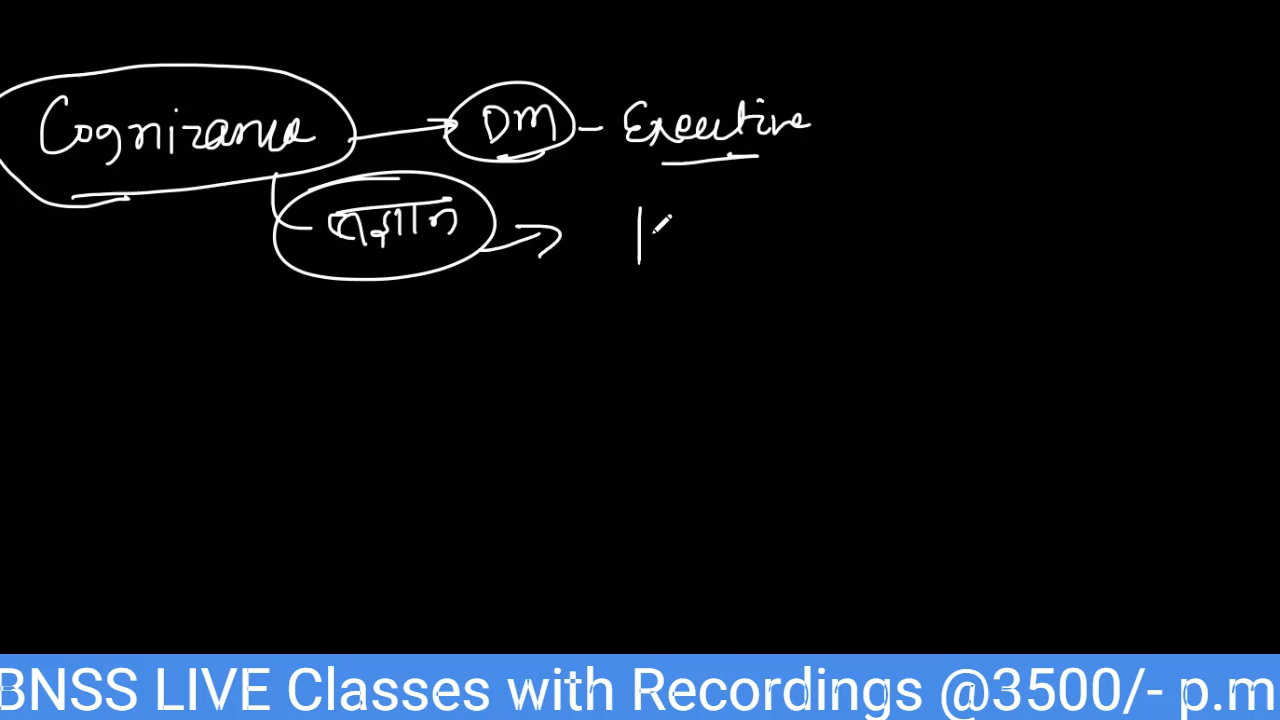 Cognizance → DM – Executive
संज्ञान →
BNSS LIVE Classes with Recordings @3500/- p.m